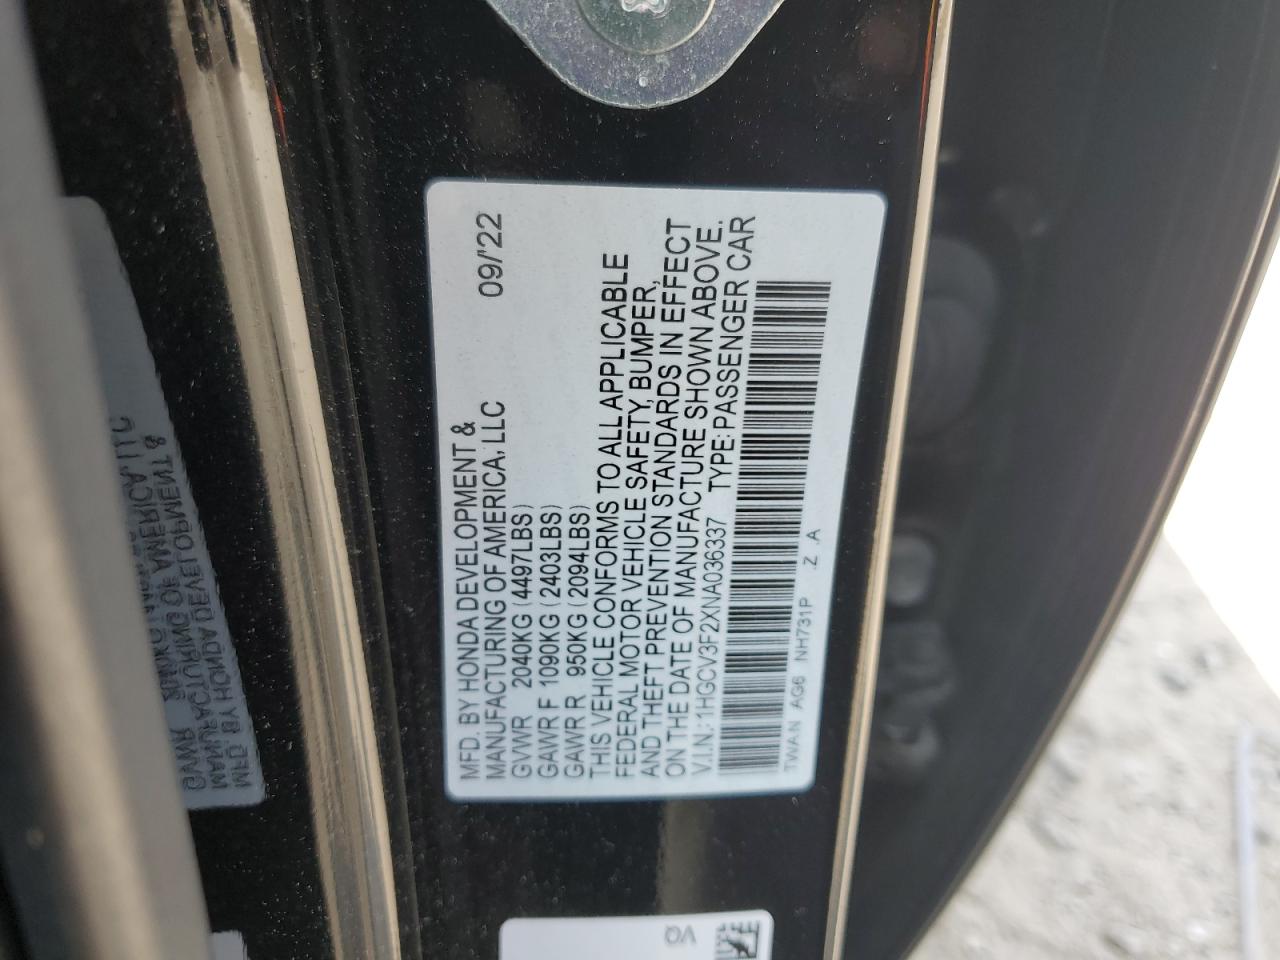 MFD. BY HONDA DEVELOPMENT &
MANUFACTURING OF AMERICA, LLC 09/'22
GVWR 2040KG (4497LBS)
GAWR F 1090KG (2403LBS)
GAWR R 950KG (2094LBS)
THIS VEHICLE CONFORMS TO ALL APPLICABLE
FEDERAL MOTOR VEHICLE SAFETY, BUMPER,
AND THEFT PREVENTION STANDARDS IN EFFECT
ON THE DATE OF MANUFACTURE SHOWN ABOVE.
V.I.N.: 1HGCV3F2XNA036337 TYPE: PASSENGER CAR
TWAN AG6 NH731P Z .A
VQ